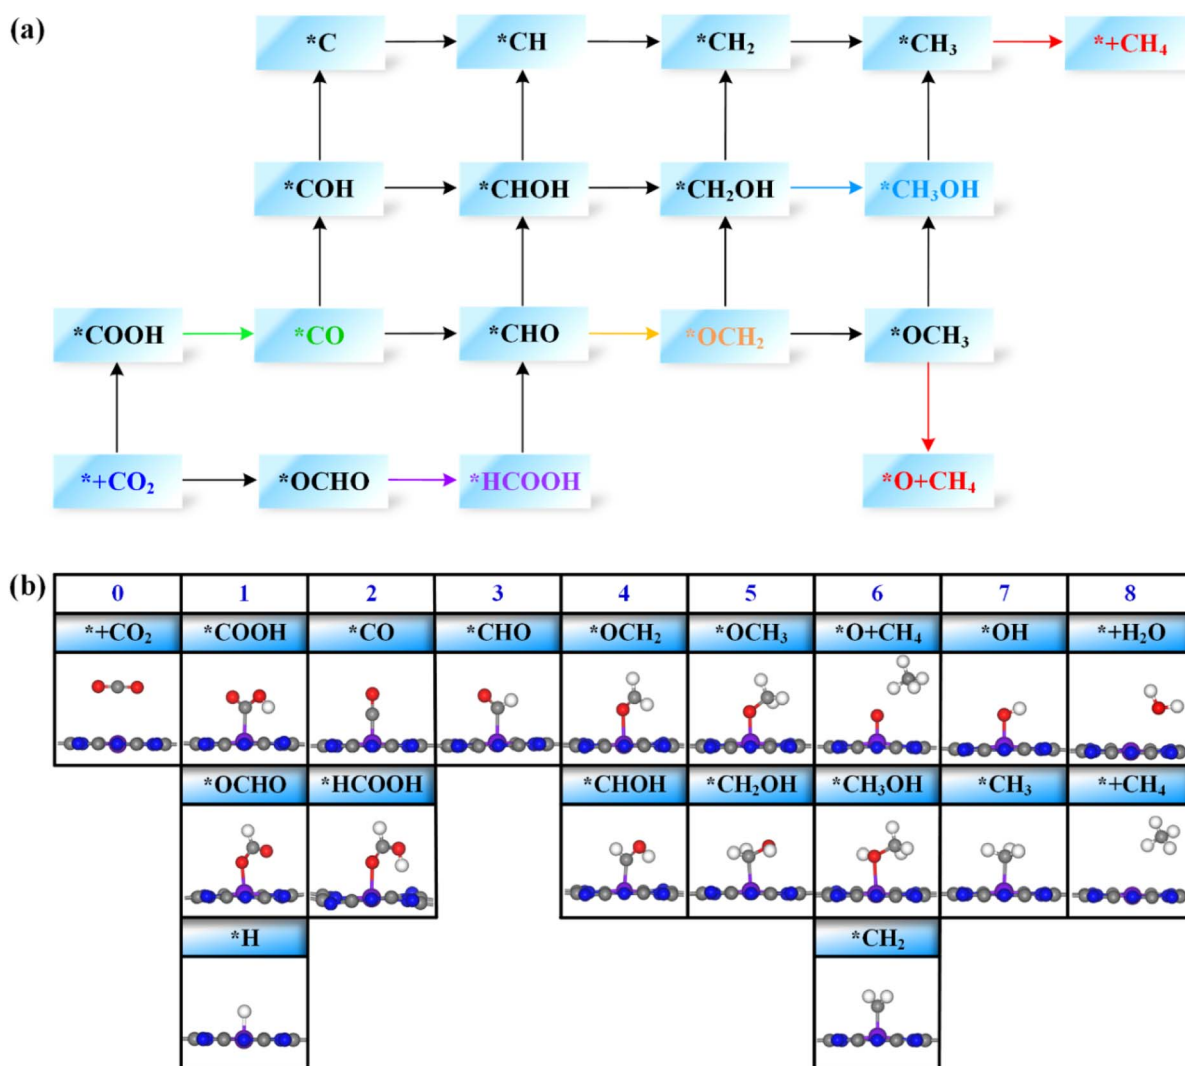 (a)
*C *CH *CH₂ *CH₃ *+CH₄
*COH *CHOH *CH₂OH *CH₃OH
*COOH *CO *CHO *OCH₂ *OCH₃
*+CO₂ *OCHO *HCOOH *O+CH₄
(b)
0 1 2 3 4 5 6 7 8
*+CO₂ *COOH *CO *CHO *OCH₂ *OCH₃ *O+CH₄ *OH *+H₂O
*OCHO *HCOOH *CHOH *CH₂OH *CH₃OH *CH₃ *+CH₄
*H *CH₂